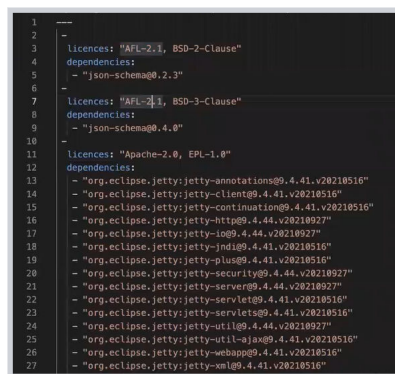 1 ---
2 -
3 licences: "AFL-2.1, BSD-2-Clause"
4 dependencies:
5 - "json-schema@0.2.3"
6 -
7 licences: "AFL-2.1, BSD-3-Clause"
8 dependencies:
9 - "json-schema@0.4.0"
10 -
11 licences: "Apache-2.0, EPL-1.0"
12 dependencies:
13 - "org.eclipse.jetty:jetty-annotations@9.4.41.v20210516"
14 - "org.eclipse.jetty:jetty-client@9.4.41.v20210516"
15 - "org.eclipse.jetty:jetty-continuation@9.4.41.v20210516"
16 - "org.eclipse.jetty:jetty-http@9.4.44.v20210927"
17 - "org.eclipse.jetty:jetty-io@9.4.44.v20210927"
18 - "org.eclipse.jetty:jetty-jndi@9.4.41.v20210516"
19 - "org.eclipse.jetty:jetty-plus@9.4.41.v20210516"
20 - "org.eclipse.jetty:jetty-security@9.4.44.v20210927"
21 - "org.eclipse.jetty:jetty-server@9.4.44.v20210927"
22 - "org.eclipse.jetty:jetty-servlet@9.4.41.v20210516"
23 - "org.eclipse.jetty:jetty-servlets@9.4.41.v20210516"
24 - "org.eclipse.jetty:jetty-util@9.4.44.v20210927"
25 - "org.eclipse.jetty:jetty-util-ajax@9.4.41.v20210516"
26 - "org.eclipse.jetty:jetty-webapp@9.4.41.v20210516"
27 - "org.eclipse.jetty:jetty-xml@9.4.41.v20210516"